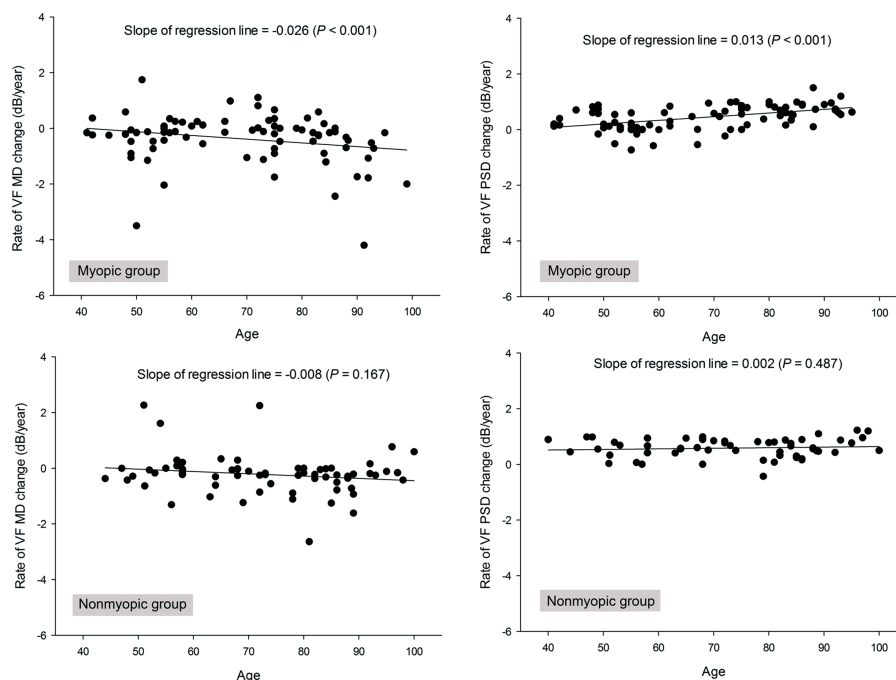 Slope of regression line = -0.026 (P < 0.001)
Rate of VF MD change (dB/year)
4
2
0
-2
-4
-6
Myopic group
40 50 60 70 80 90 100
Age
Slope of regression line = 0.013 (P < 0.001)
Rate of VF PSD change (dB/year)
4
2
0
-2
-4
-6
Myopic group
40 50 60 70 80 90 100
Age
Slope of regression line = -0.008 (P = 0.167)
Rate of VF MD change (dB/year)
4
2
0
-2
-4
-6
Nonmyopic group
40 50 60 70 80 90 100
Age
Slope of regression line = 0.002 (P = 0.487)
Rate of VF PSD change (dB/year)
4
2
0
-2
-4
-6
Nonmyopic group
40 50 60 70 80 90 100
Age